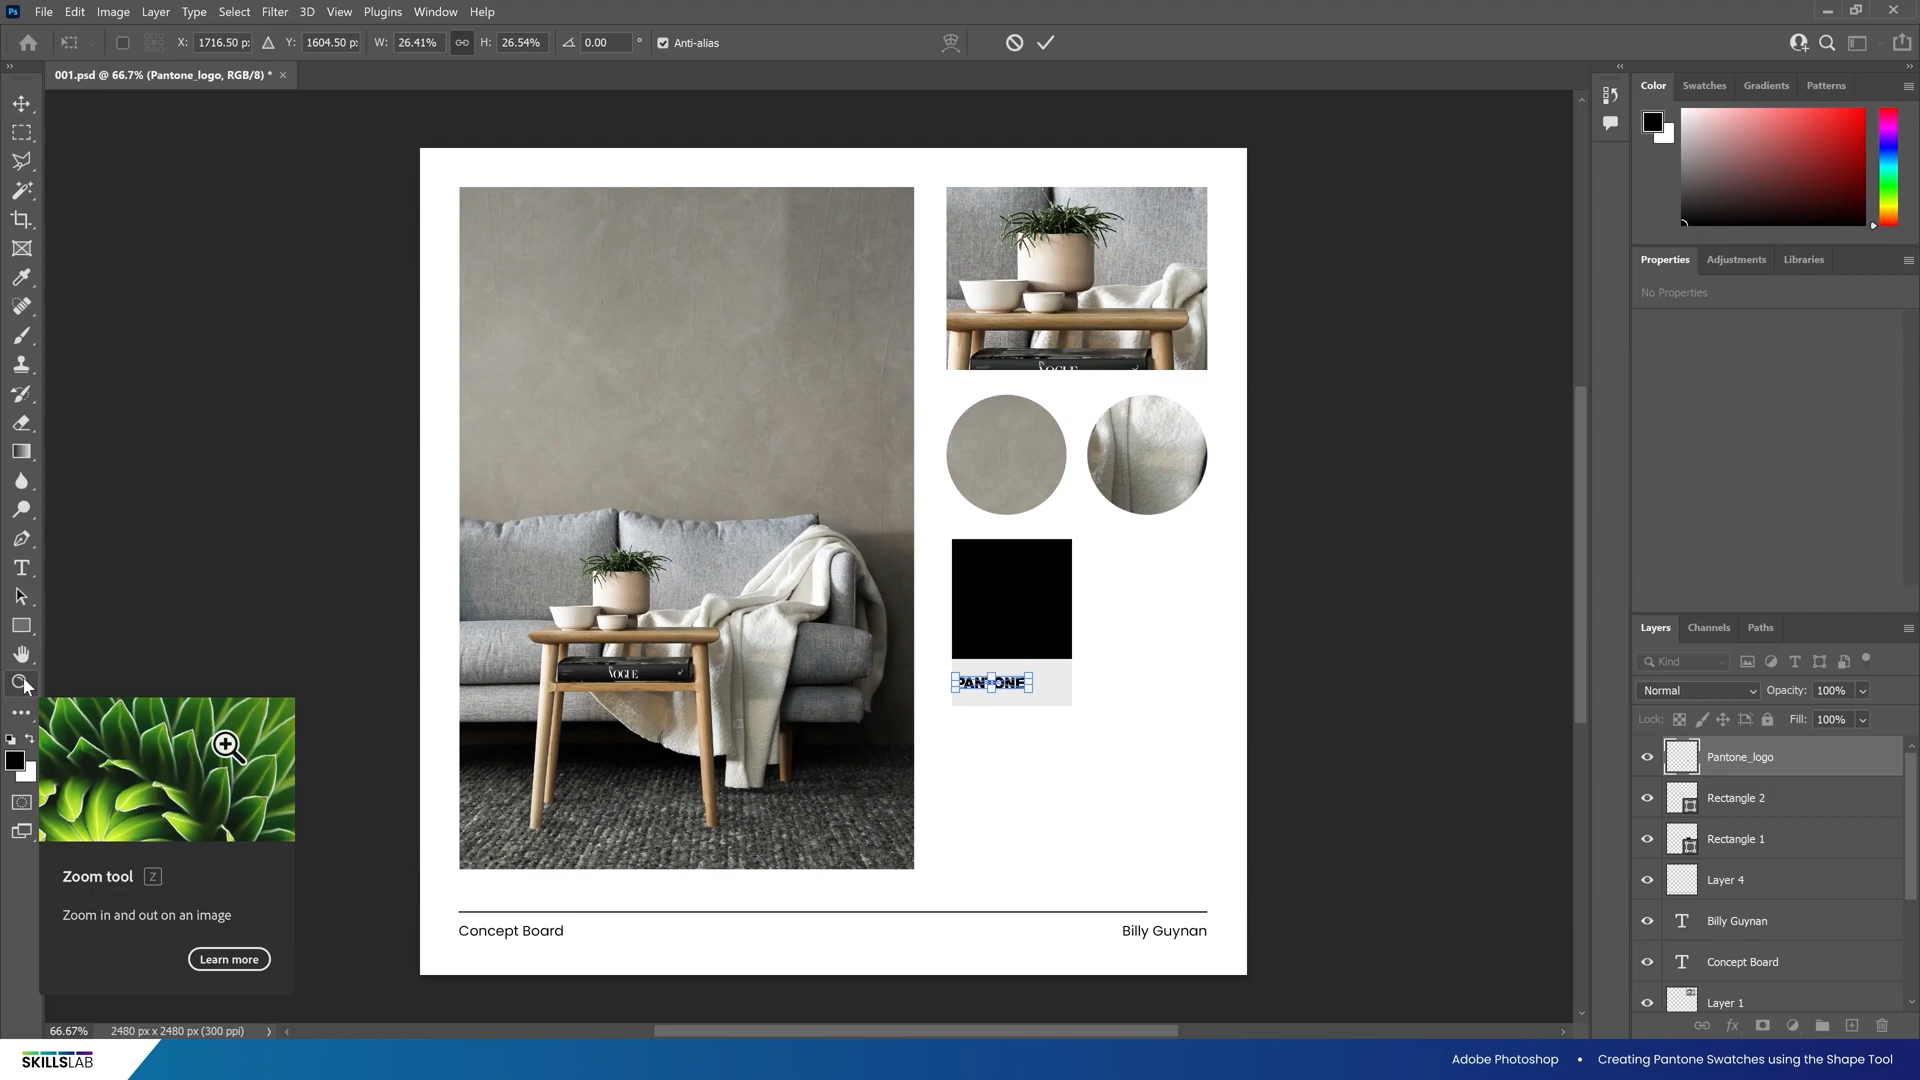 Ps File Edit Image Layer Type Select Filter 3D View Plugins Window Help
X: 1716.50 p: Y: 1604.50 p: W: 26.41% H: 26.54% 0.00 ° Anti-alias
001.psd @ 66.7% (Pantone_logo, RGB/8) *
Color Swatches Gradients Patterns
Properties Adjustments Libraries
No Properties
VOGUE
VOGUE
PANTONE
Concept Board
Billy Guynan
Zoom tool Z
Zoom in and out on an image
Learn more
Layers Channels Paths
Kind
Normal Opacity: 100%
Lock: Fill: 100%
Pantone_logo
Rectangle 2
Rectangle 1
Layer 4
T Billy Guynan
T Concept Board
Layer 1
fx
66.67% 2480 px x 2480 px (300 ppi)
SKILLSLAB
Adobe Photoshop • Creating Pantone Swatches using the Shape Tool